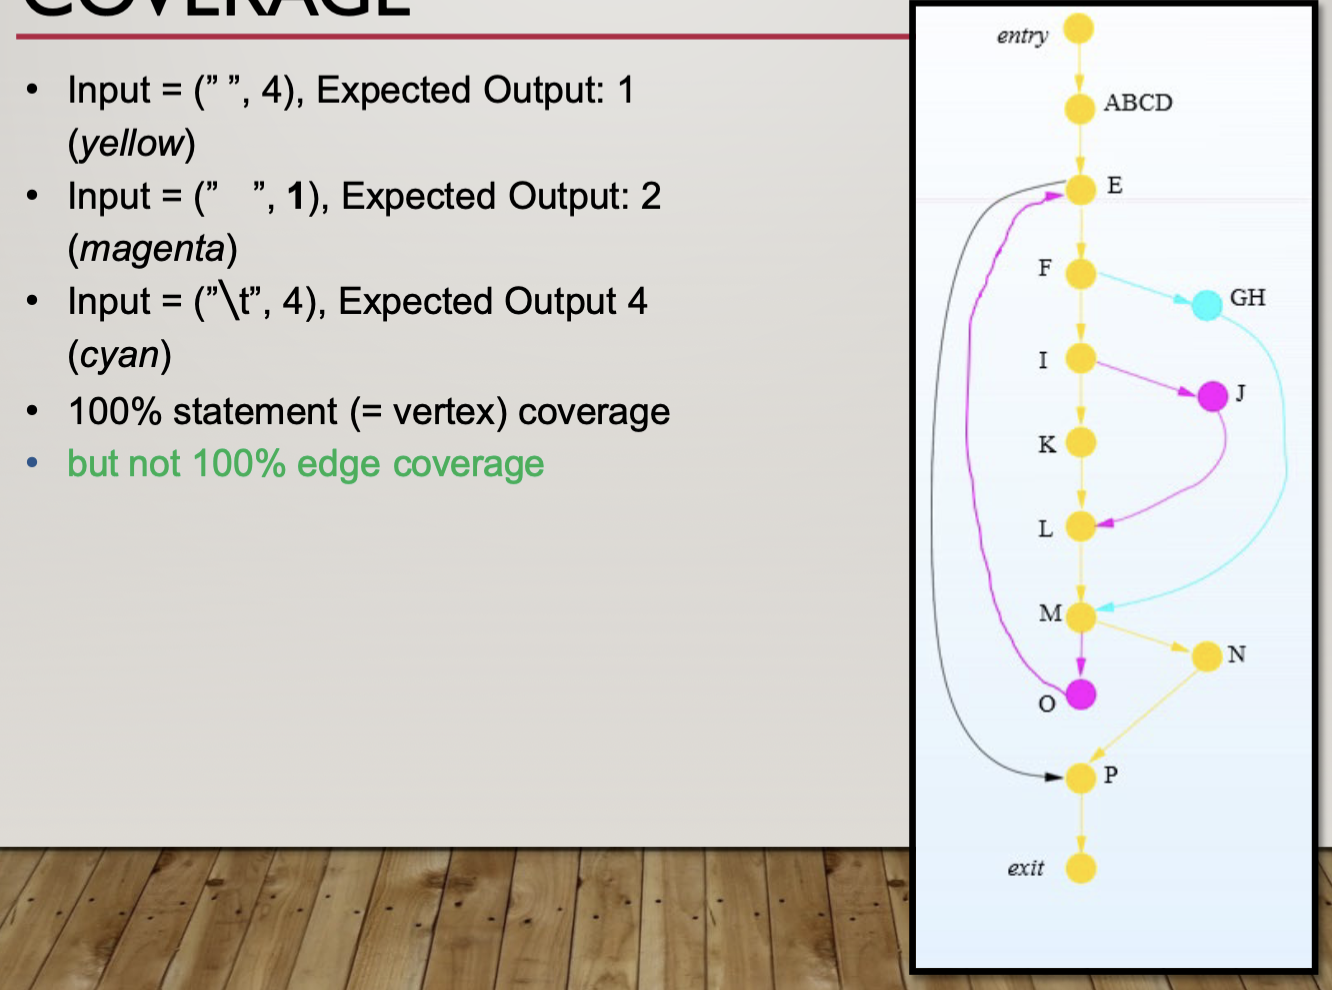 COVERAGE
• Input = (” ”, 4), Expected Output: 1
(yellow)
• Input = (”   ”, 1), Expected Output: 2
(magenta)
• Input = (”\t”, 4), Expected Output 4
(cyan)
• 100% statement (= vertex) coverage
• but not 100% edge coverage
entry
ABCD
E
F
GH
I
J
K
L
M
N
O
P
exit